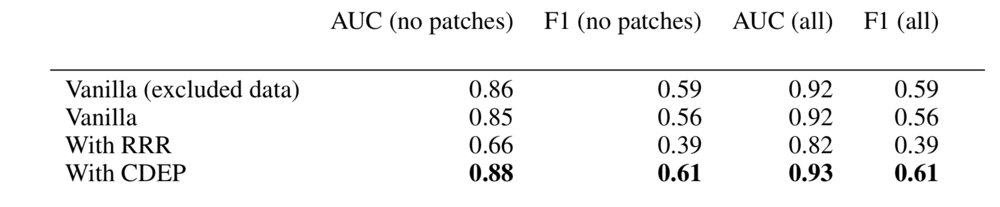 AUC (no patches) F1 (no patches) AUC (all) F1 (all)
Vanilla (excluded data) 0.86 0.59 0.92 0.59
Vanilla 0.85 0.56 0.92 0.56
With RRR 0.66 0.39 0.82 0.39
With CDEP 0.88 0.61 0.93 0.61